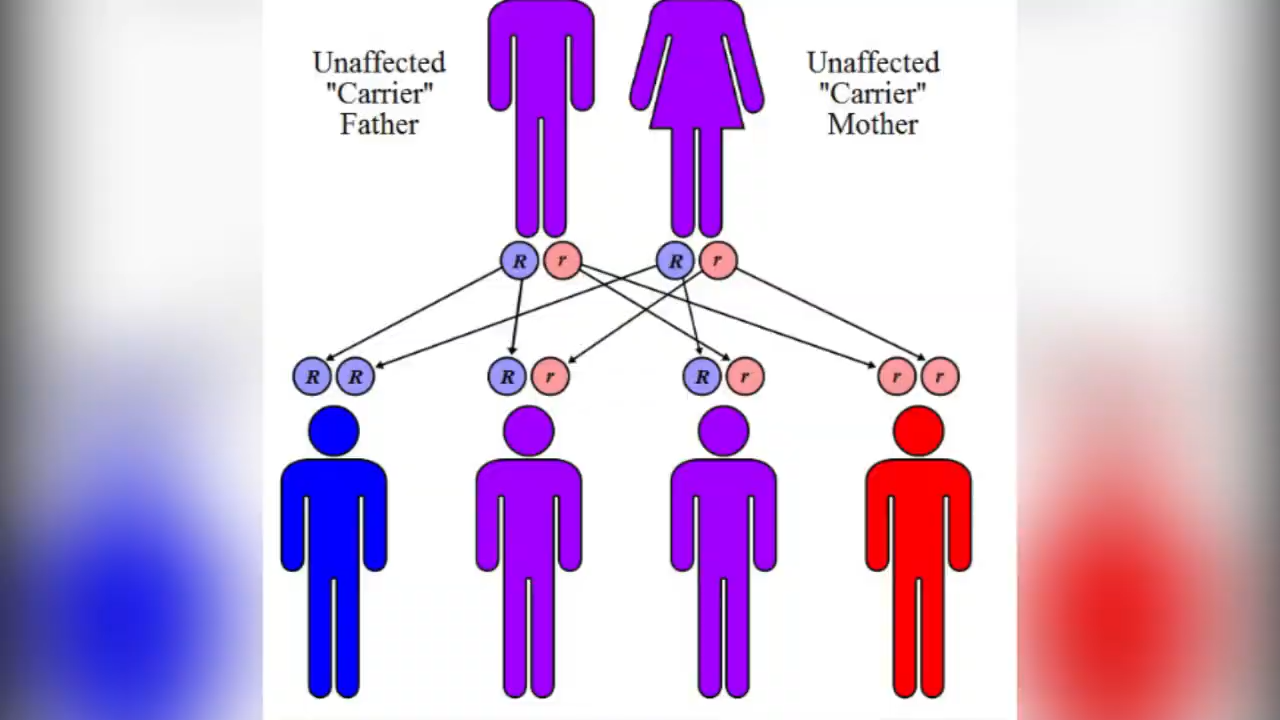 Unaffected
"Carrier"
Father
Unaffected
"Carrier"
Mother
R r R r
R R R r R r r r